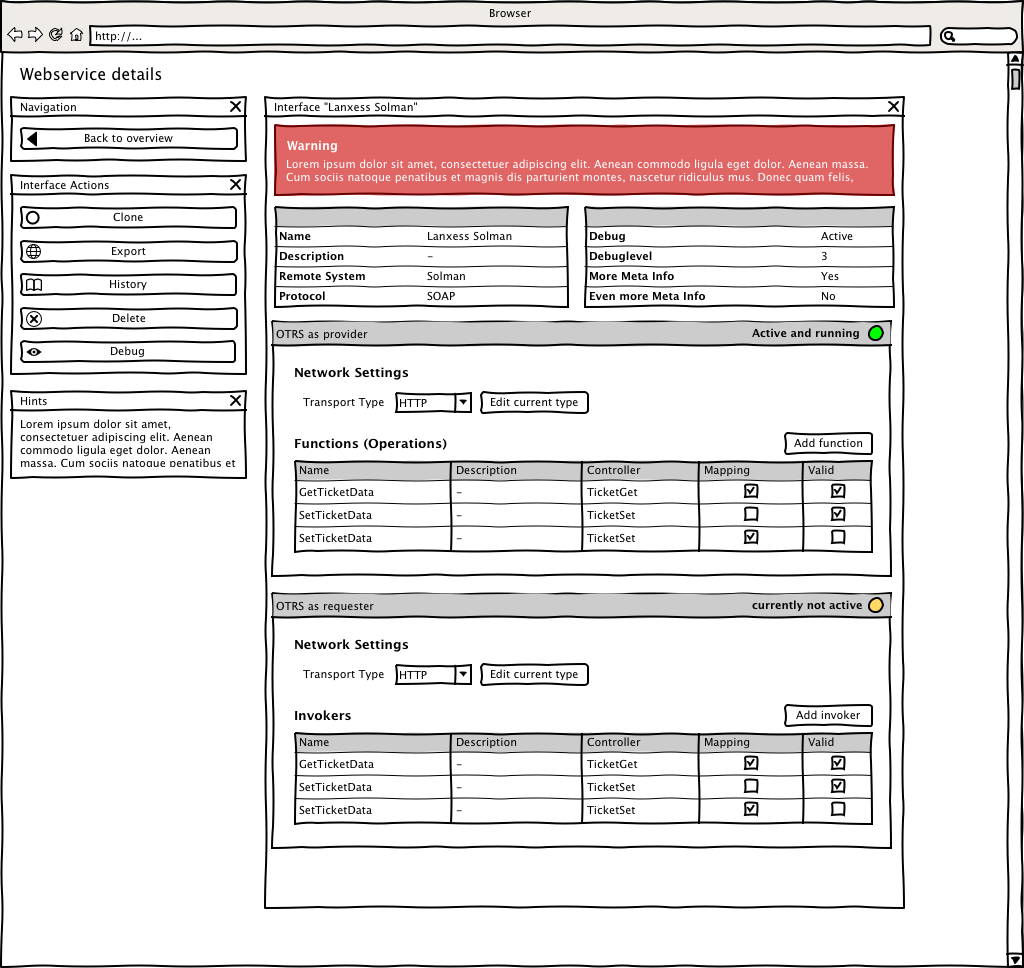 Browser
http://...
Webservice details
Navigation
Back to overview
Interface Actions
Clone
Export
History
Delete
Debug
Hints
Lorem ipsum dolor sit amet,
consectetuer adipiscing elit. Aenean
commodo ligula eget dolor. Aenean
massa. Cum sociis natoque penatibus et
Interface "Lanxess Solman"
Warning
Lorem ipsum dolor sit amet, consectetuer adipiscing elit. Aenean commodo ligula eget dolor. Aenean massa.
Cum sociis natoque penatibus et magnis dis parturient montes, nascetur ridiculus mus. Donec quam felis,
Name Lanxess Solman
Description –
Remote System Solman
Protocol SOAP
Debug Active
Debuglevel 3
More Meta Info Yes
Even more Meta Info No
OTRS as provider Active and running
Network Settings
Transport Type HTTP Edit current type
Functions (Operations) Add function
Name Description Controller Mapping Valid
GetTicketData – TicketGet
SetTicketData – TicketSet
SetTicketData – TicketSet
OTRS as requester currently not active
Network Settings
Transport Type HTTP Edit current type
Invokers Add invoker
Name Description Controller Mapping Valid
GetTicketData – TicketGet
SetTicketData – TicketSet
SetTicketData – TicketSet